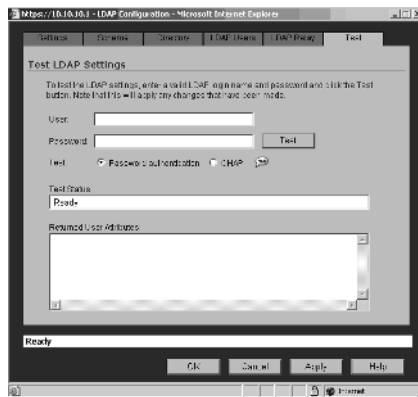 https://10.10.10.1 - LDAP Configuration - Microsoft Internet Explorer
Settings Schema Directory LDAP Users LDAP Relay Test
Test LDAP Settings
To test the LDAP settings, enter a valid LDAP login name and password and click the Test
button. Note that this will apply any changes that have been made.
User:
Password: Test
Test: Password authentication CHAP
Test Status
Ready
Returned User Attributes:
Ready
OK Cancel Apply Help
Internet